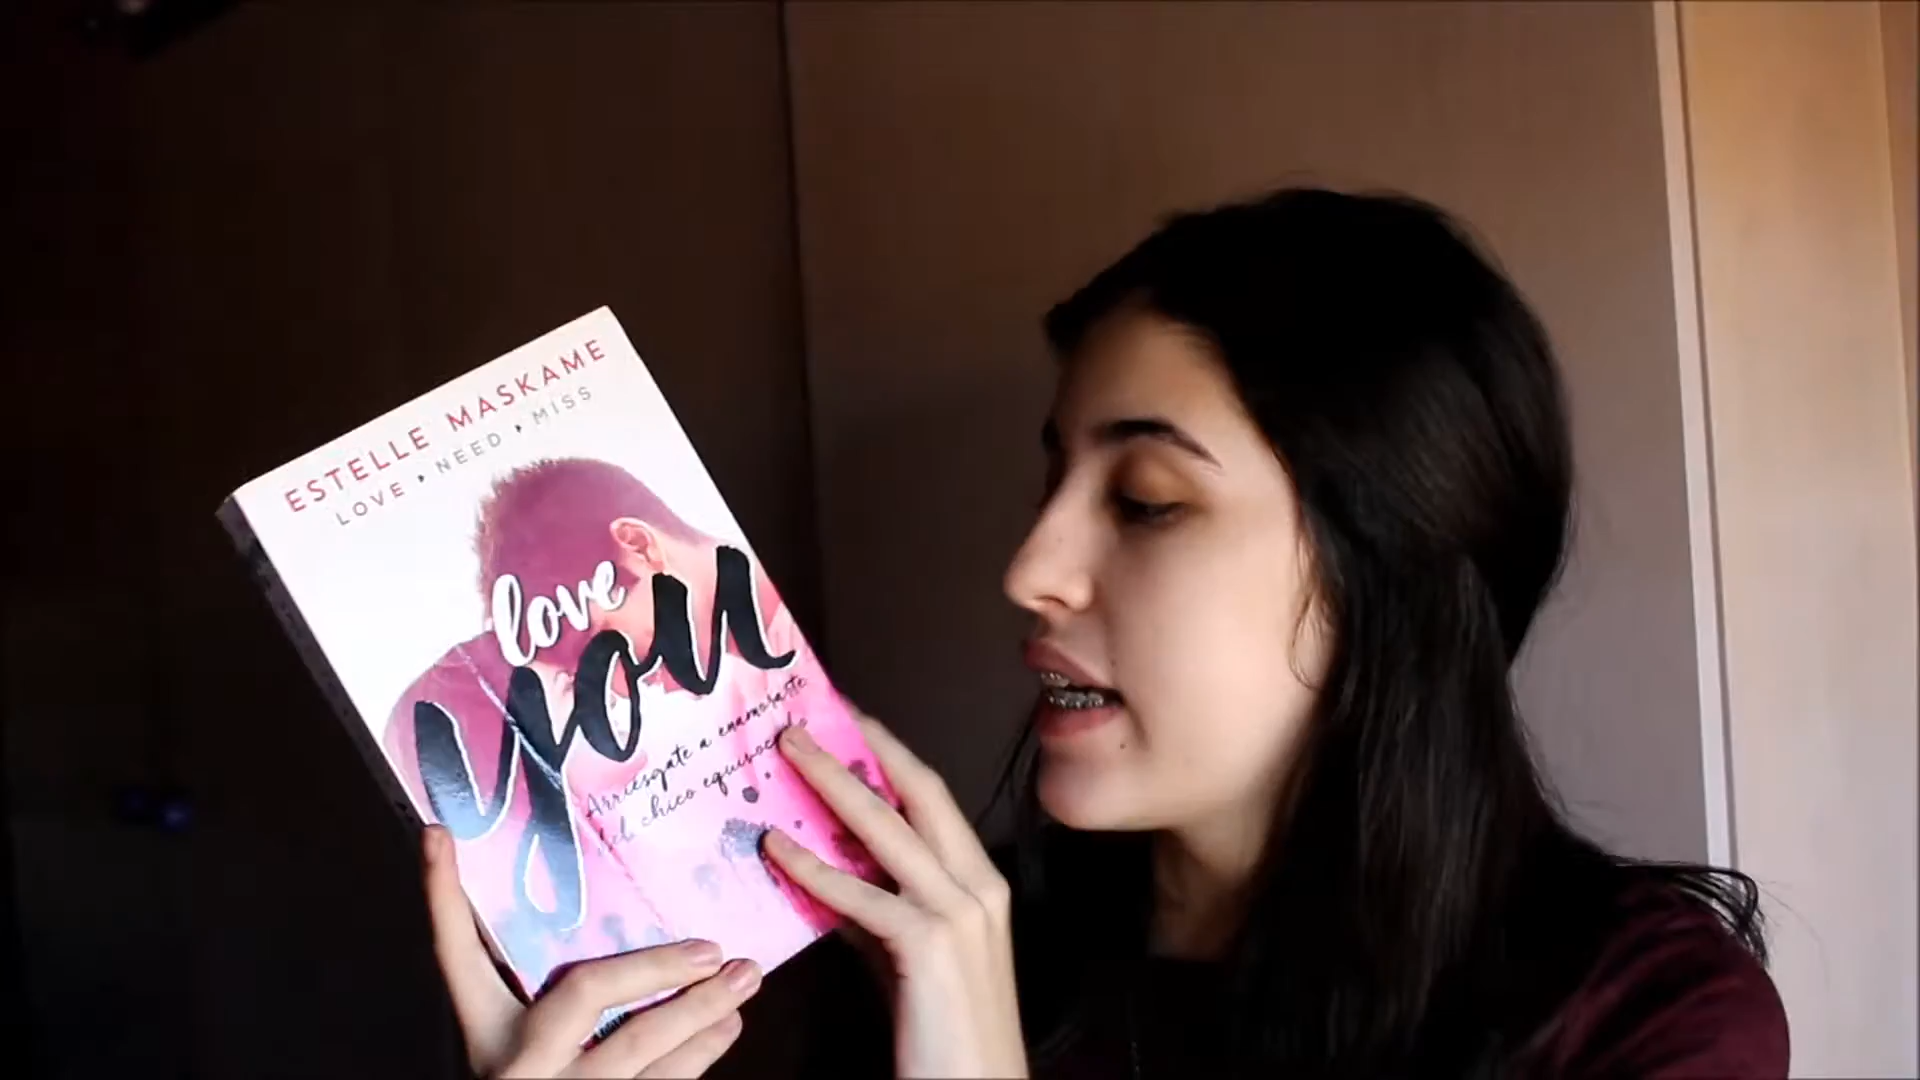 ESTELLE MASKAME
LOVE • NEED • MISS
love
you
Arriésgate a enamorarte
del chico equivocado